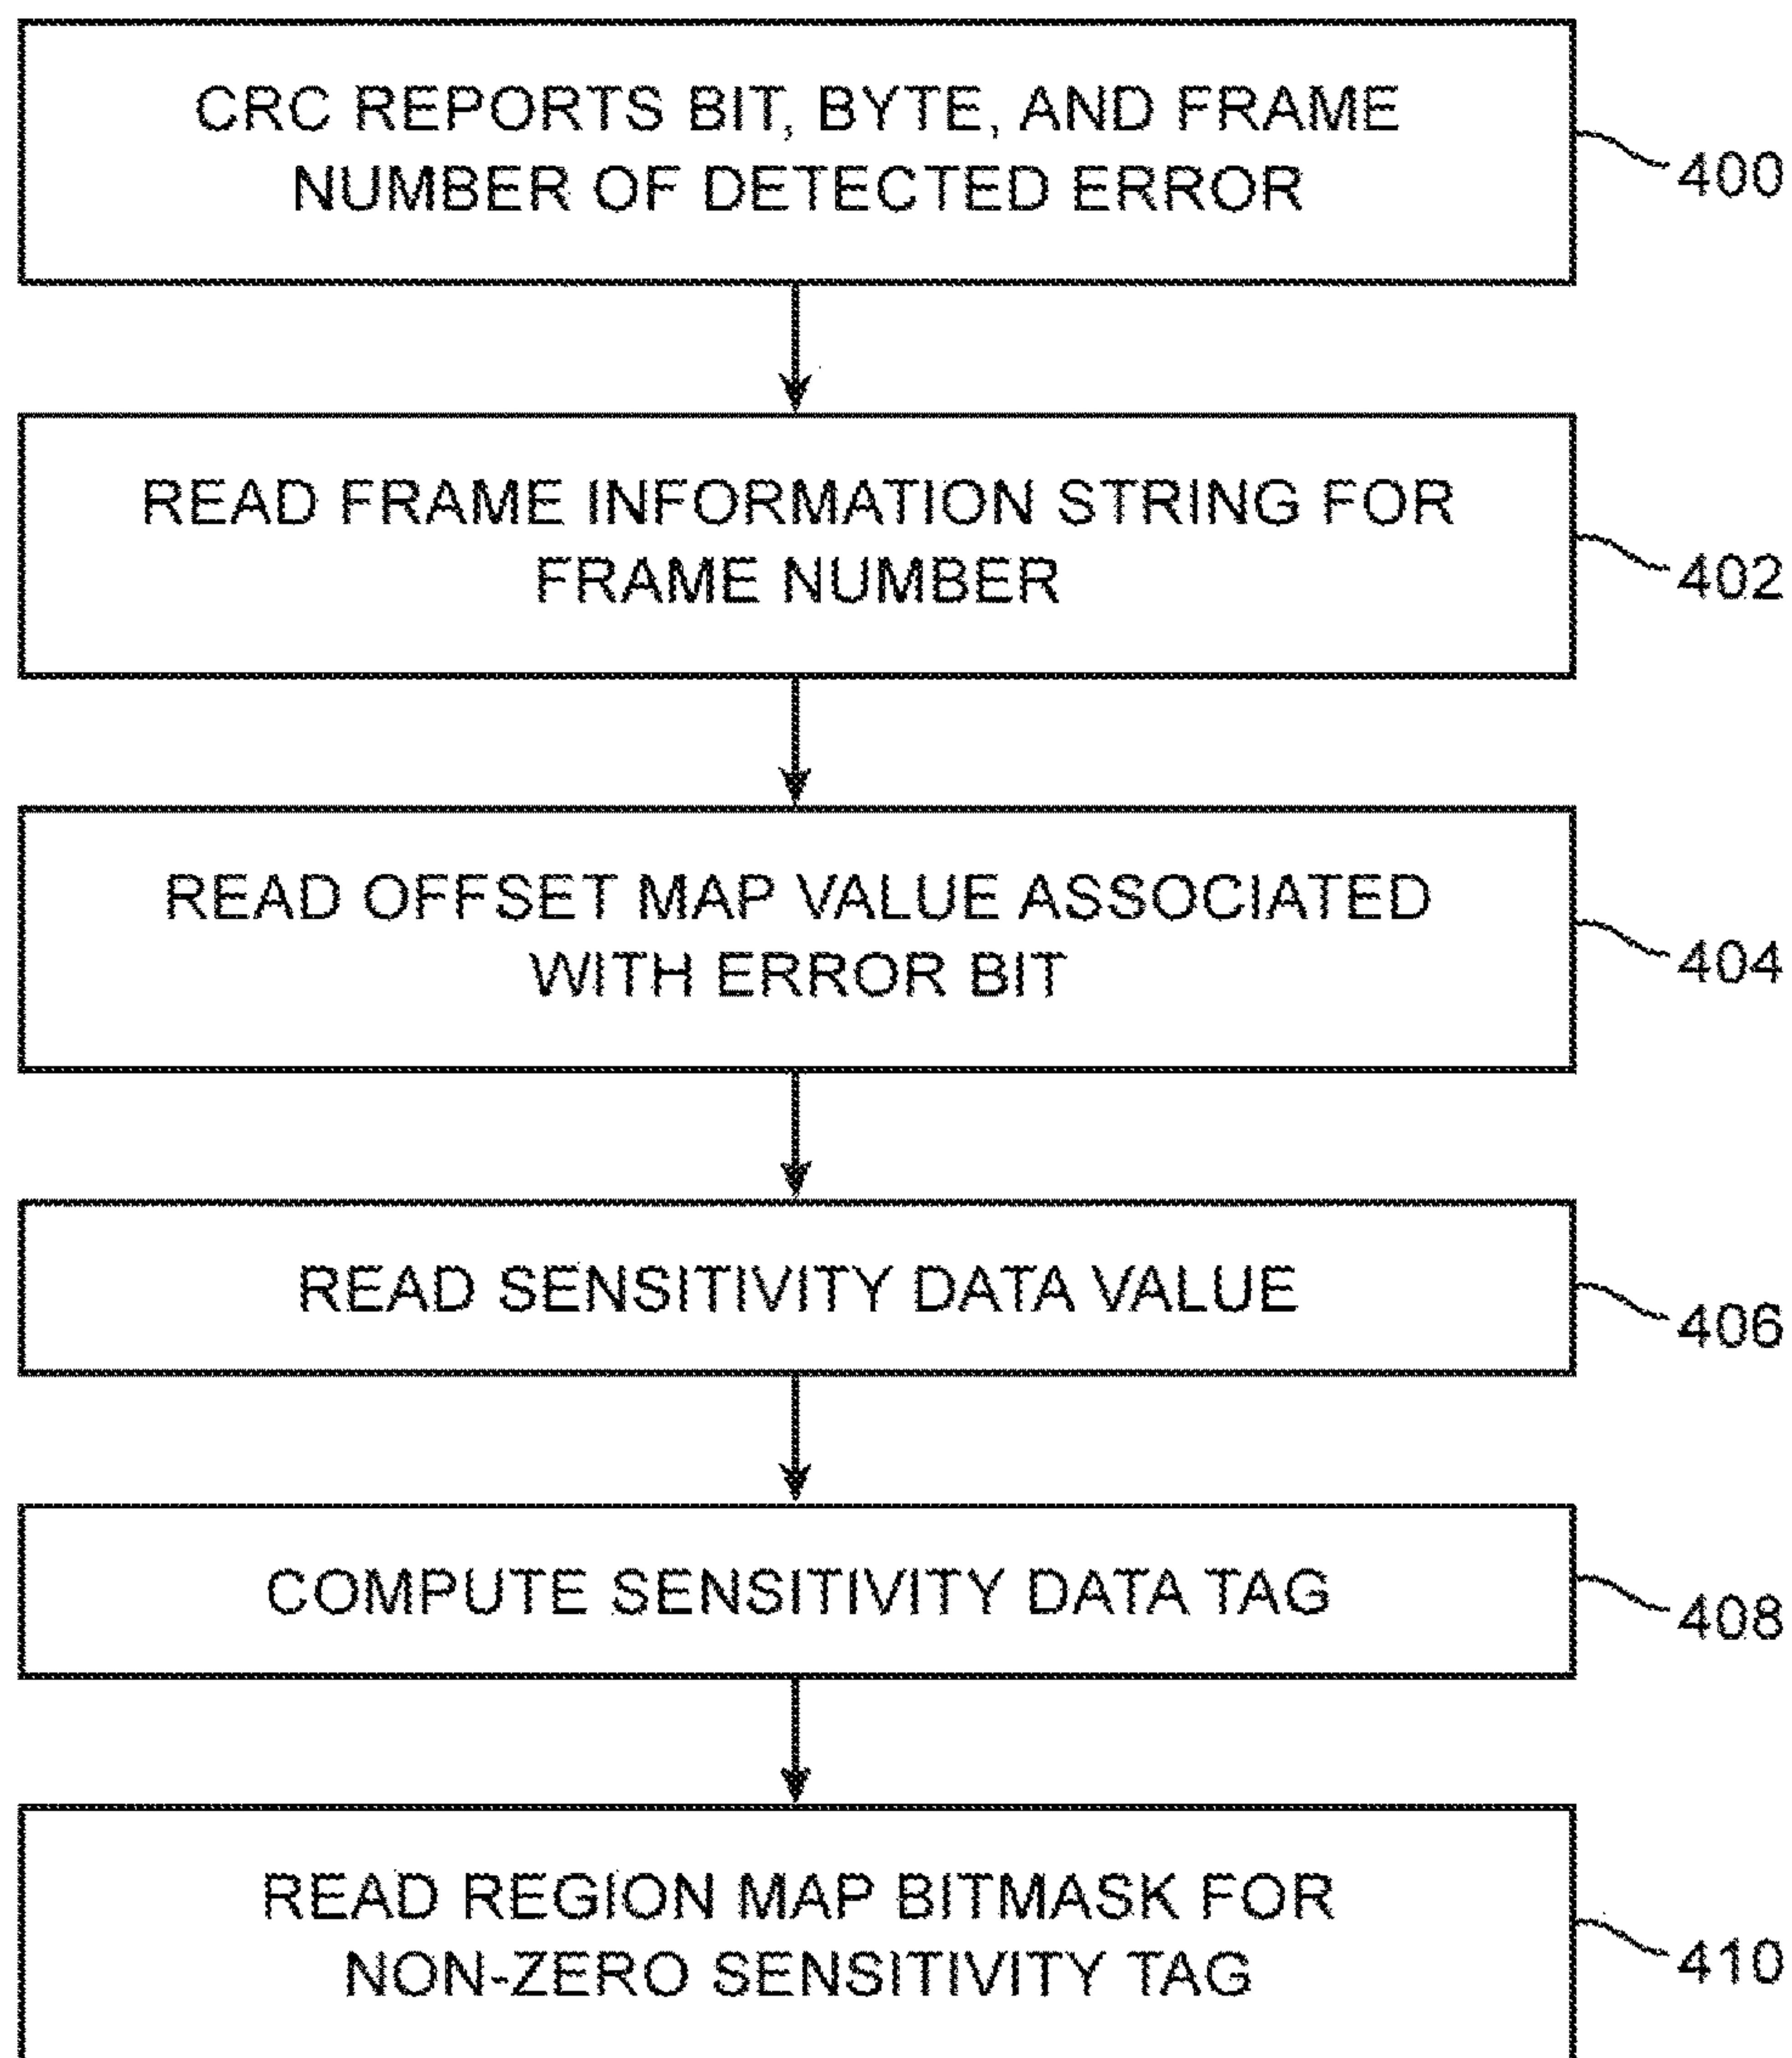 CRC REPORTS BIT, BYTE, AND FRAME
NUMBER OF DETECTED ERROR
400
READ FRAME INFORMATION STRING FOR
FRAME NUMBER
402
READ OFFSET MAP VALUE ASSOCIATED
WITH ERROR BIT
404
READ SENSITIVITY DATA VALUE
406
COMPUTE SENSITIVITY DATA TAG
408
READ REGION MAP BITMASK FOR
NON-ZERO SENSITIVITY TAG
410